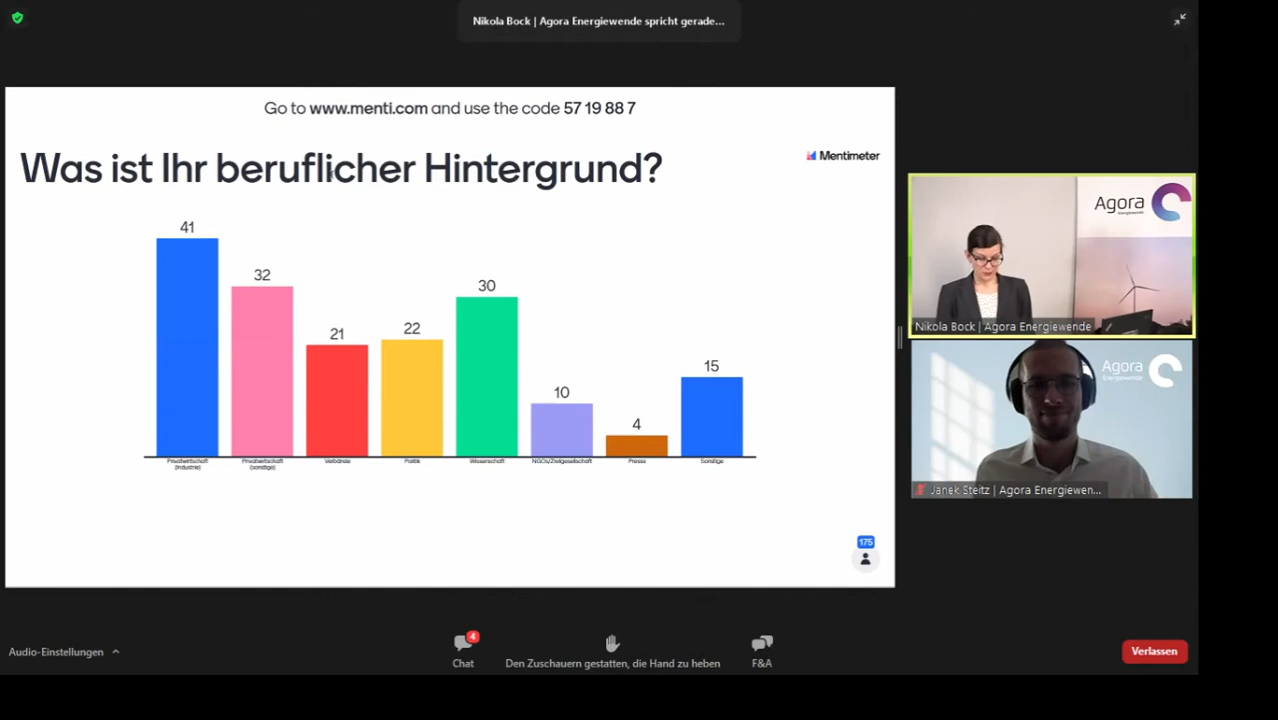 Nikola Bock | Agora Energiewende spricht gerade...
Go to www.menti.com and use the code 57 19 88 7
Was ist Ihr beruflicher Hintergrund?
Mentimeter
41
32
21
22
30
10
4
15
Privatwirtschaft
(Industrie)
Privatwirtschaft
(sonstige)
Verbände
Politik
Wissenschaft
NGOs/Zivilgesellschaft
Presse
Sonstige
175
Agora
Energiewende
Nikola Bock | Agora Energiewende
Agora
Energiewende
Janek Steitz | Agora Energiewen...
Audio-Einstellungen
4
Chat
Den Zuschauern gestatten, die Hand zu heben
F&A
Verlassen